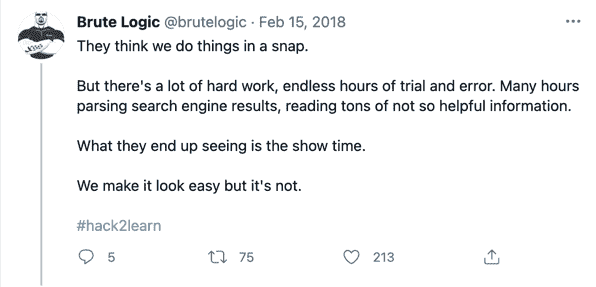 Brute Logic @brutelogic · Feb 15, 2018
They think we do things in a snap.
But there's a lot of hard work, endless hours of trial and error. Many hours
parsing search engine results, reading tons of not so helpful information.
What they end up seeing is the show time.
We make it look easy but it's not.
#hack2learn
5 75 213